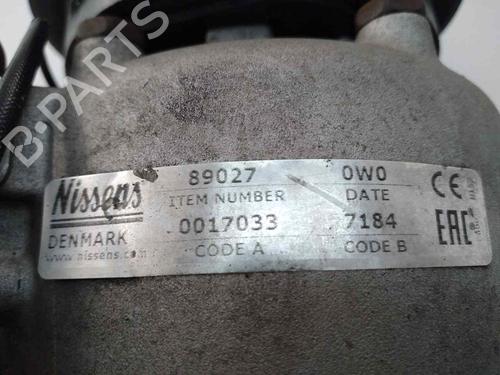 B-PARTS
Nissens
DENMARK
www.nissens.com
89027 0W0
ITEM NUMBER DATE
0017033 7184
CODE A CODE B
CE
EAC